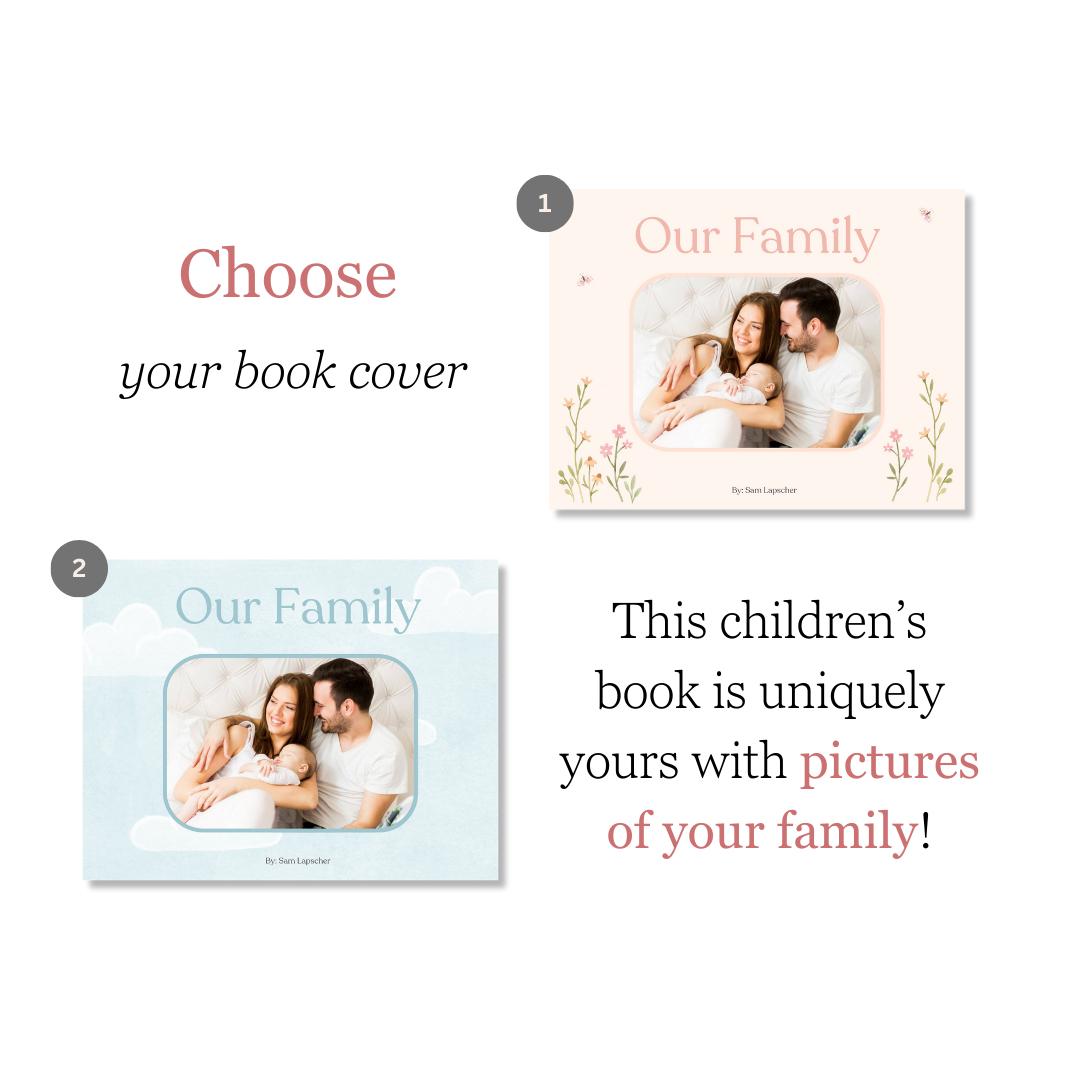 Choose
your book cover
1
Our Family
By: Sam Lapscher
2
Our Family
By: Sam Lapscher
This children’s
book is uniquely
yours with pictures
of your family!